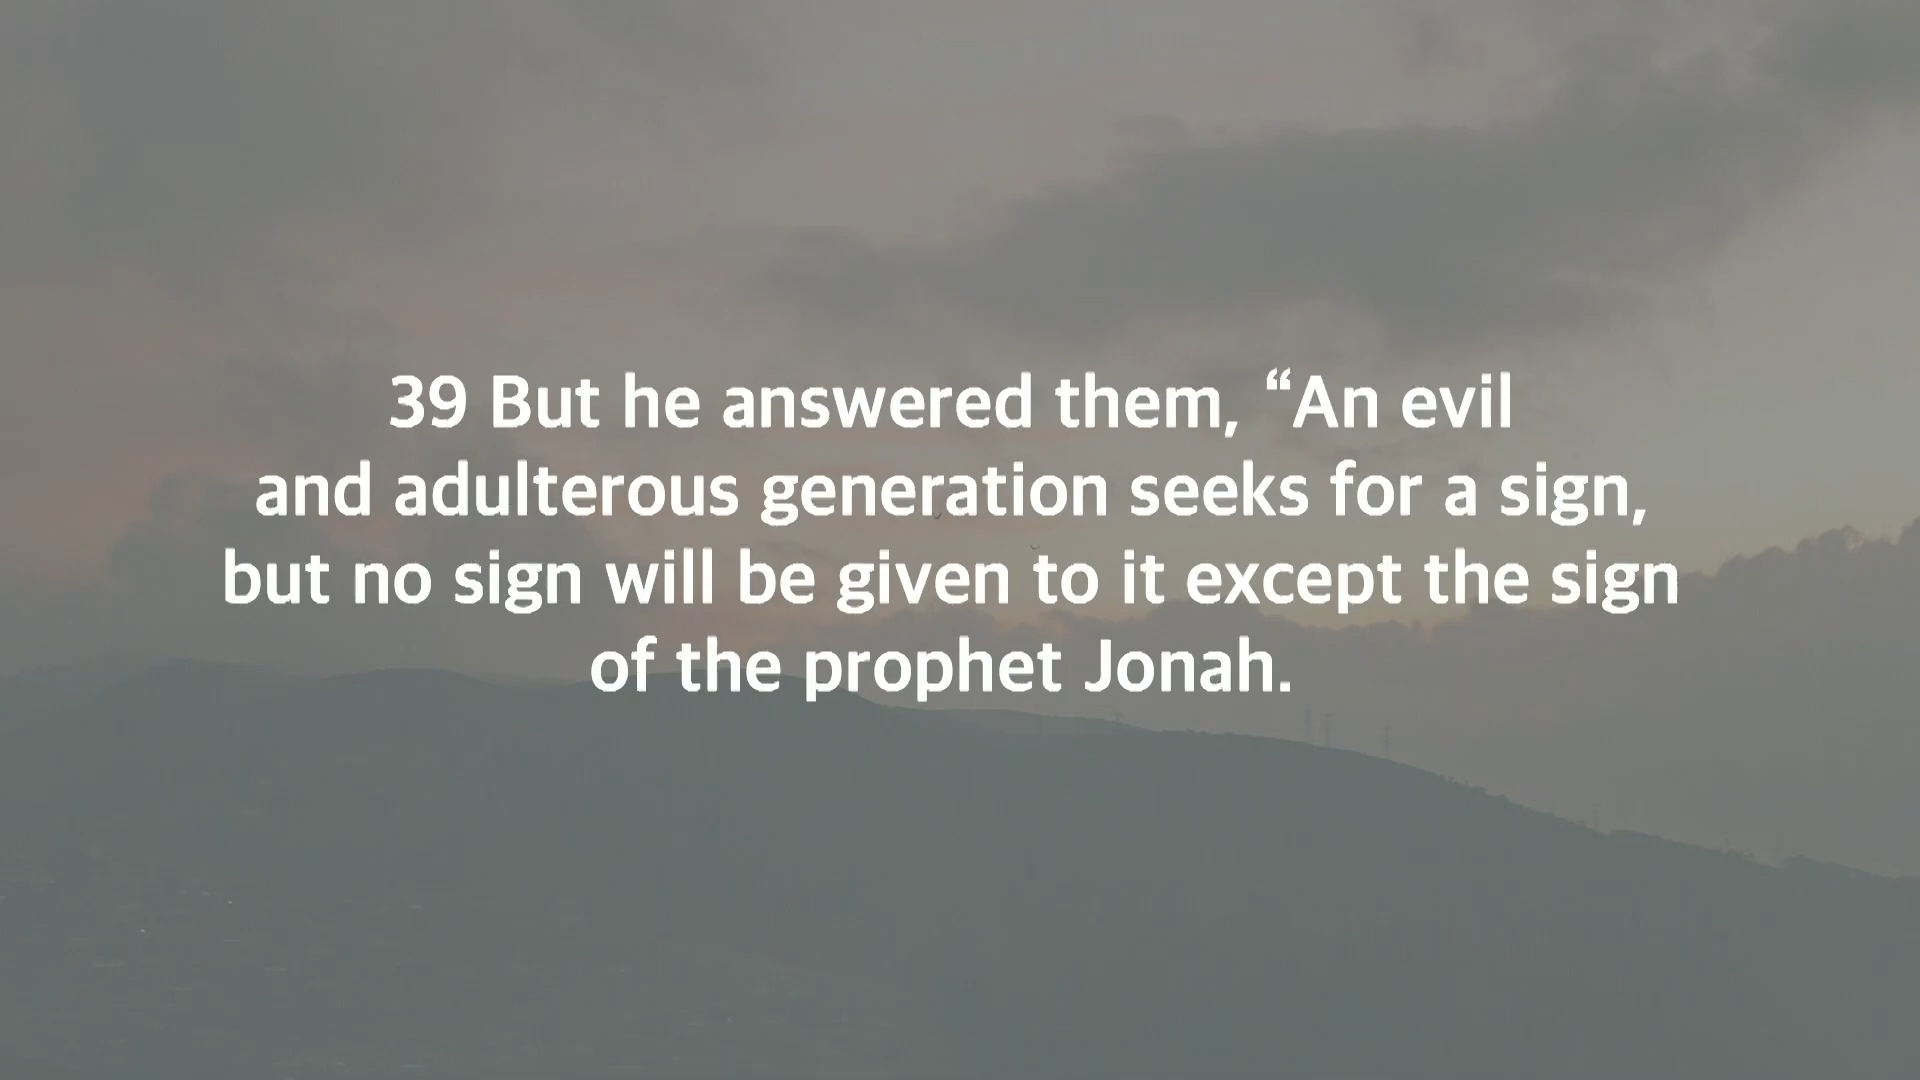 39 But he answered them, “An evil
and adulterous generation seeks for a sign,
but no sign will be given to it except the sign
of the prophet Jonah.